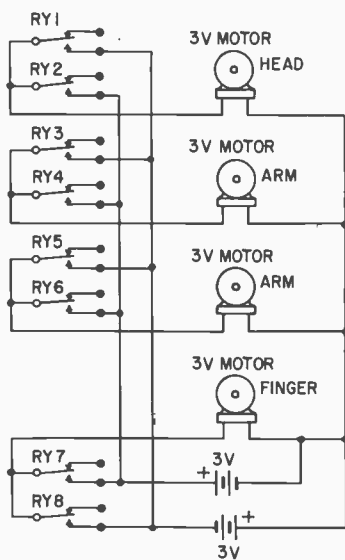 RY1
3V MOTOR
HEAD
RY2
RY3
3V MOTOR
ARM
RY4
RY5
3V MOTOR
ARM
RY6
3V MOTOR
FINGER
RY7
+ 3V
RY8
+
3V